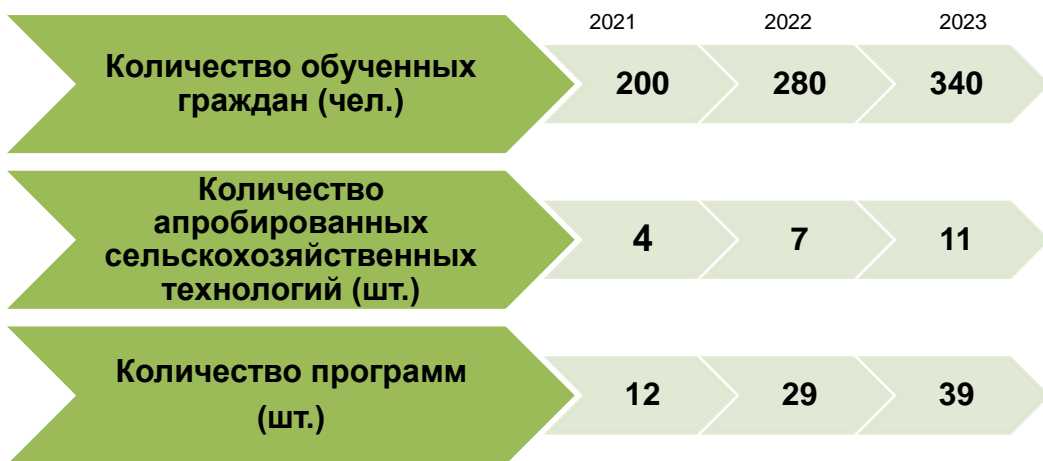 2021 2022 2023
Количество обученных
граждан (чел.)
200 280 340
Количество
апробированных
сельскохозяйственных
технологий (шт.)
4 7 11
Количество программ
(шт.)
12 29 39